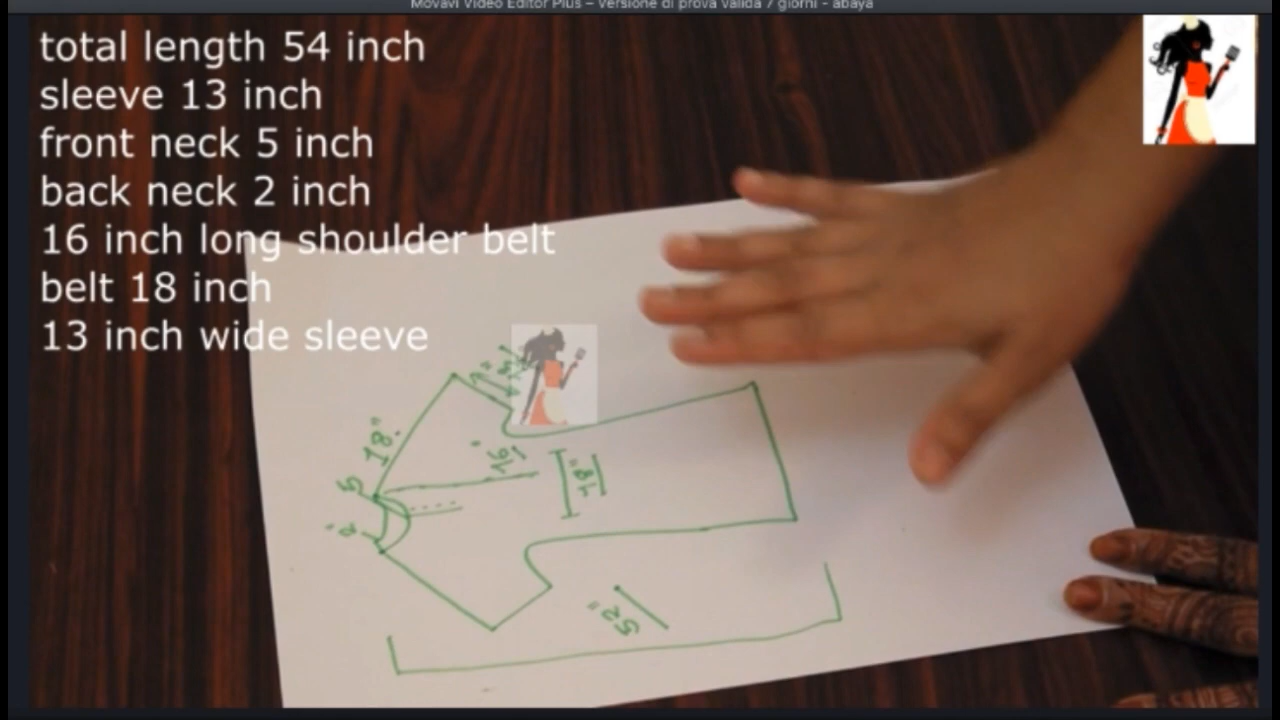 Movavi Video Editor Plus – Versione di prova valida 7 giorni - abaya
total length 54 inch
sleeve 13 inch
front neck 5 inch
back neck 2 inch
16 inch long shoulder belt
belt 18 inch
13 inch wide sleeve
18"
5
2"
16"
18"
52"